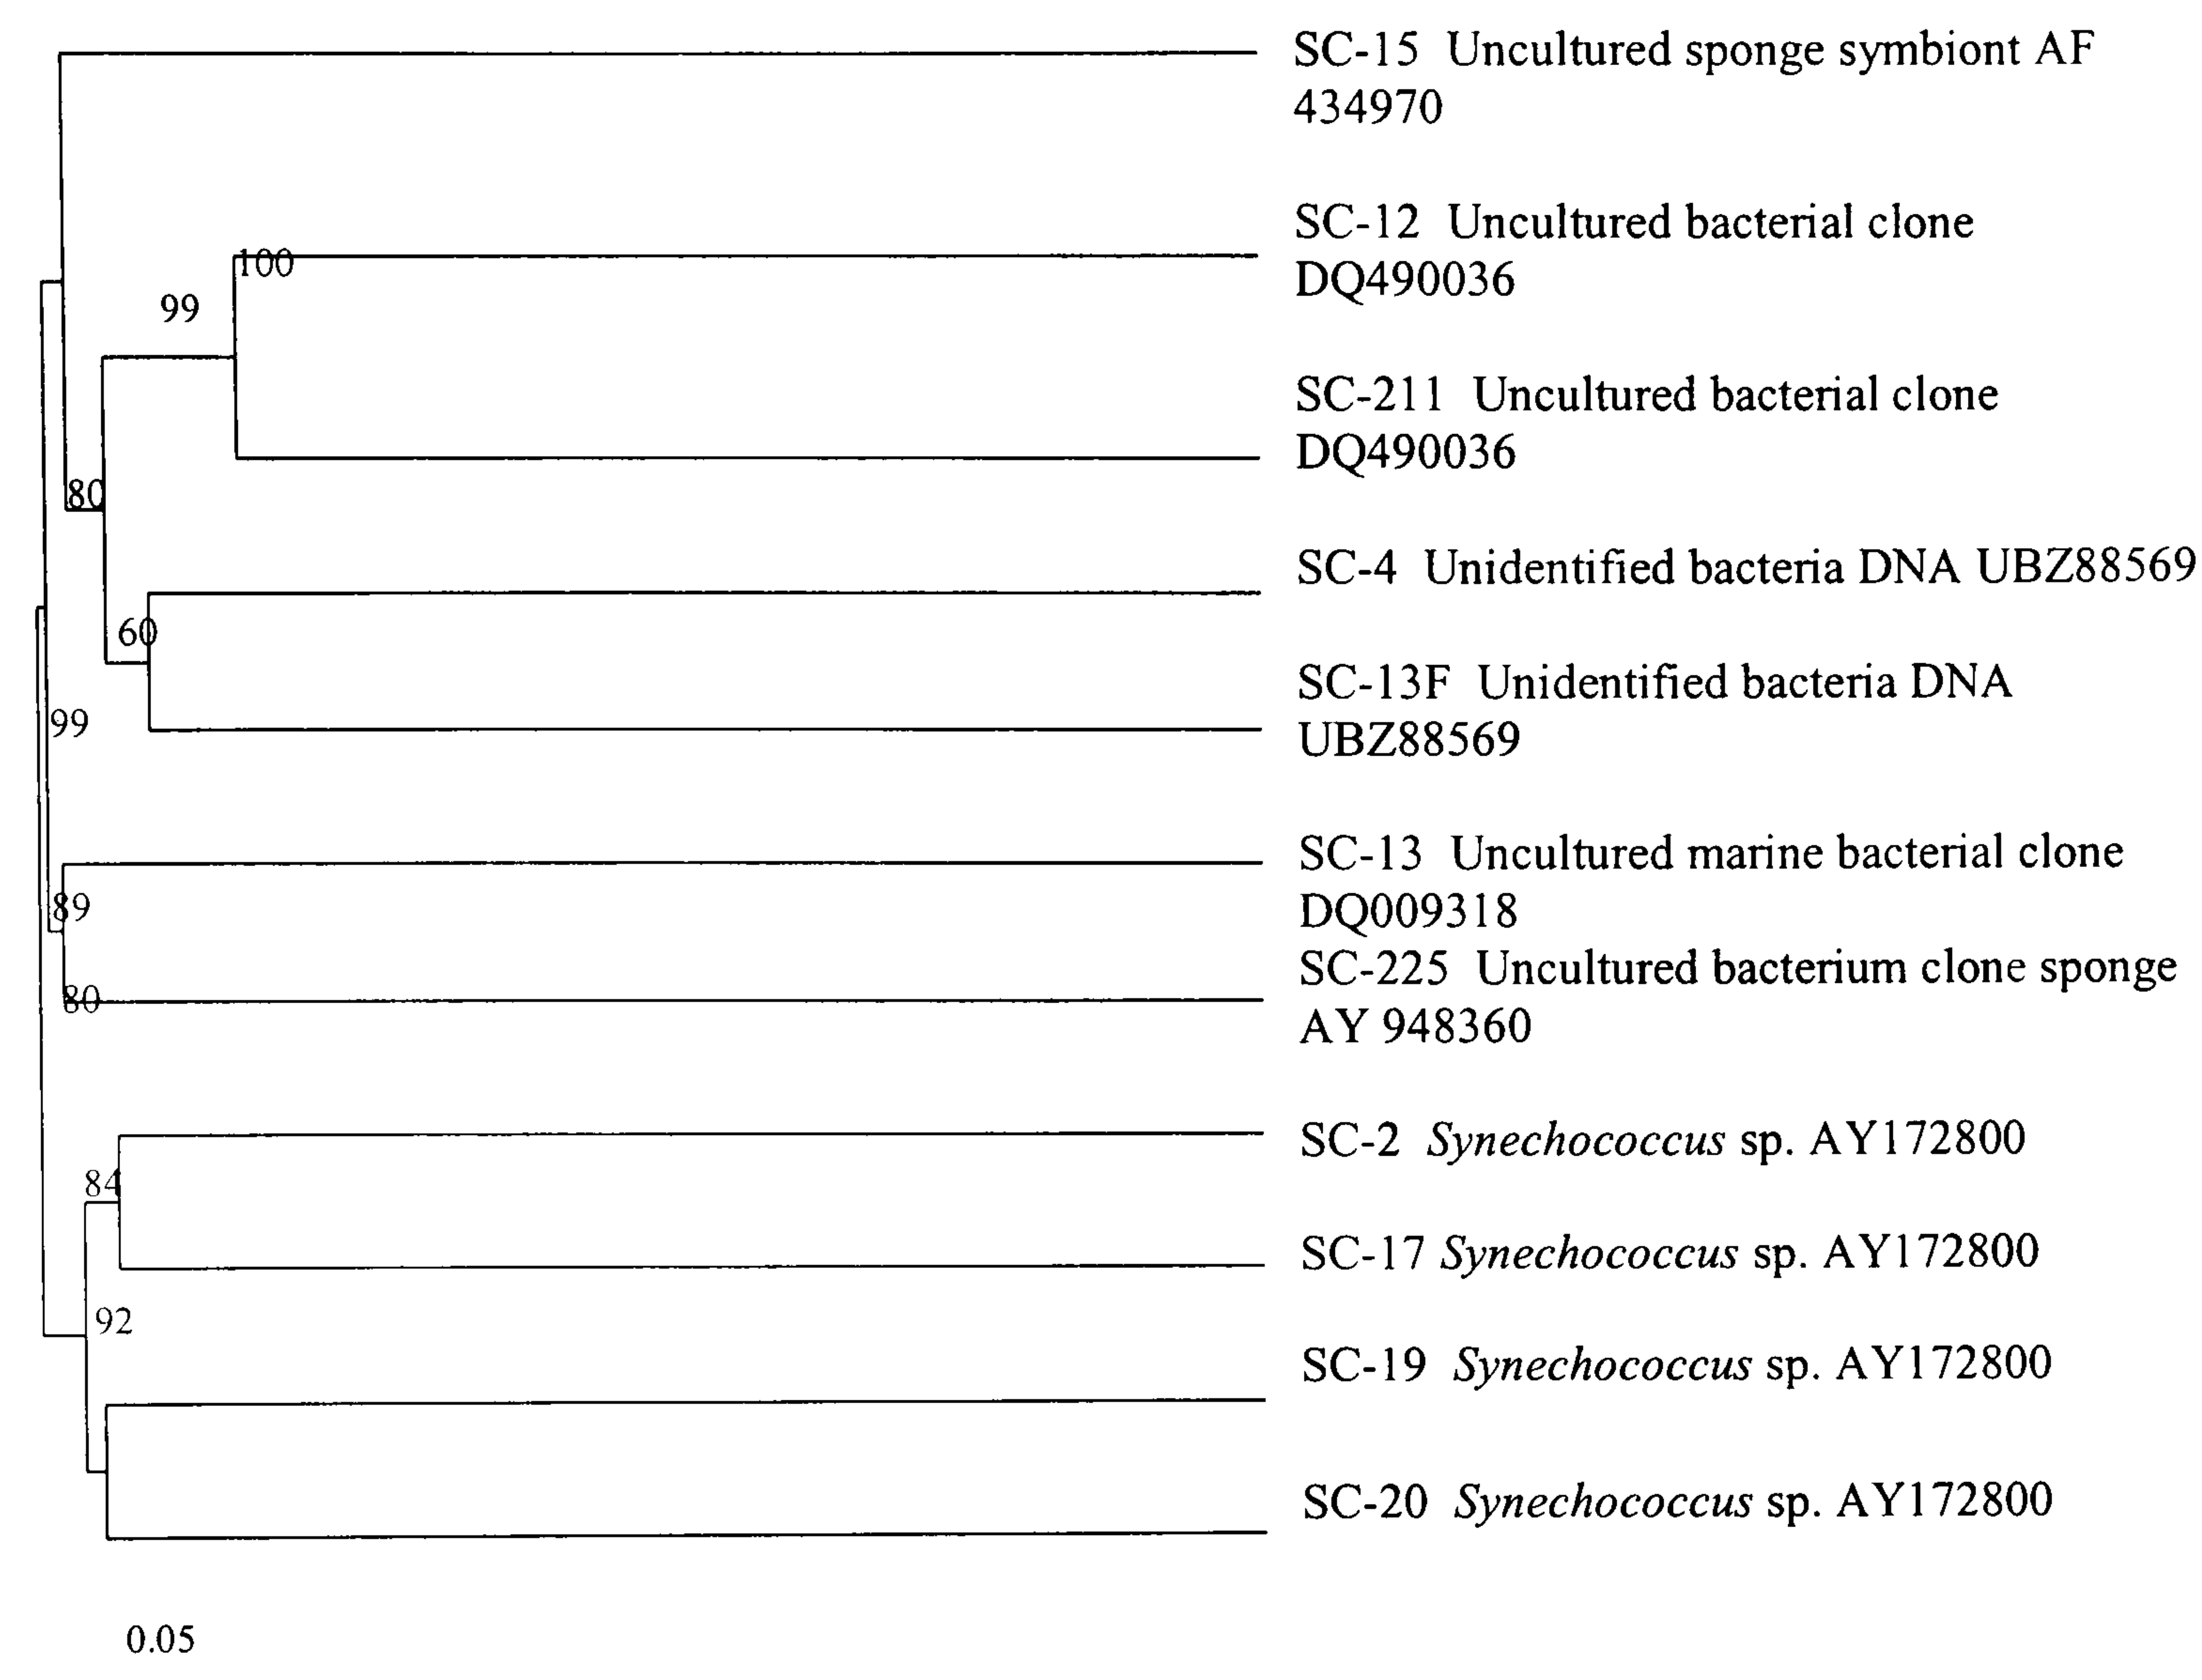 SC-15 Uncultured sponge symbiont AF
434970
SC-12 Uncultured bacterial clone
DQ490036
100
99
SC-211 Uncultured bacterial clone
DQ490036
80
SC-4 Unidentified bacteria DNA UBZ88569
60
SC-13F Unidentified bacteria DNA
UBZ88569
99
SC-13 Uncultured marine bacterial clone
DQ009318
89
SC-225 Uncultured bacterium clone sponge
AY 948360
80
SC-2 Synechococcus sp. AY172800
84
SC-17 Synechococcus sp. AY172800
92
SC-19 Synechococcus sp. AY172800
SC-20 Synechococcus sp. AY172800
0.05